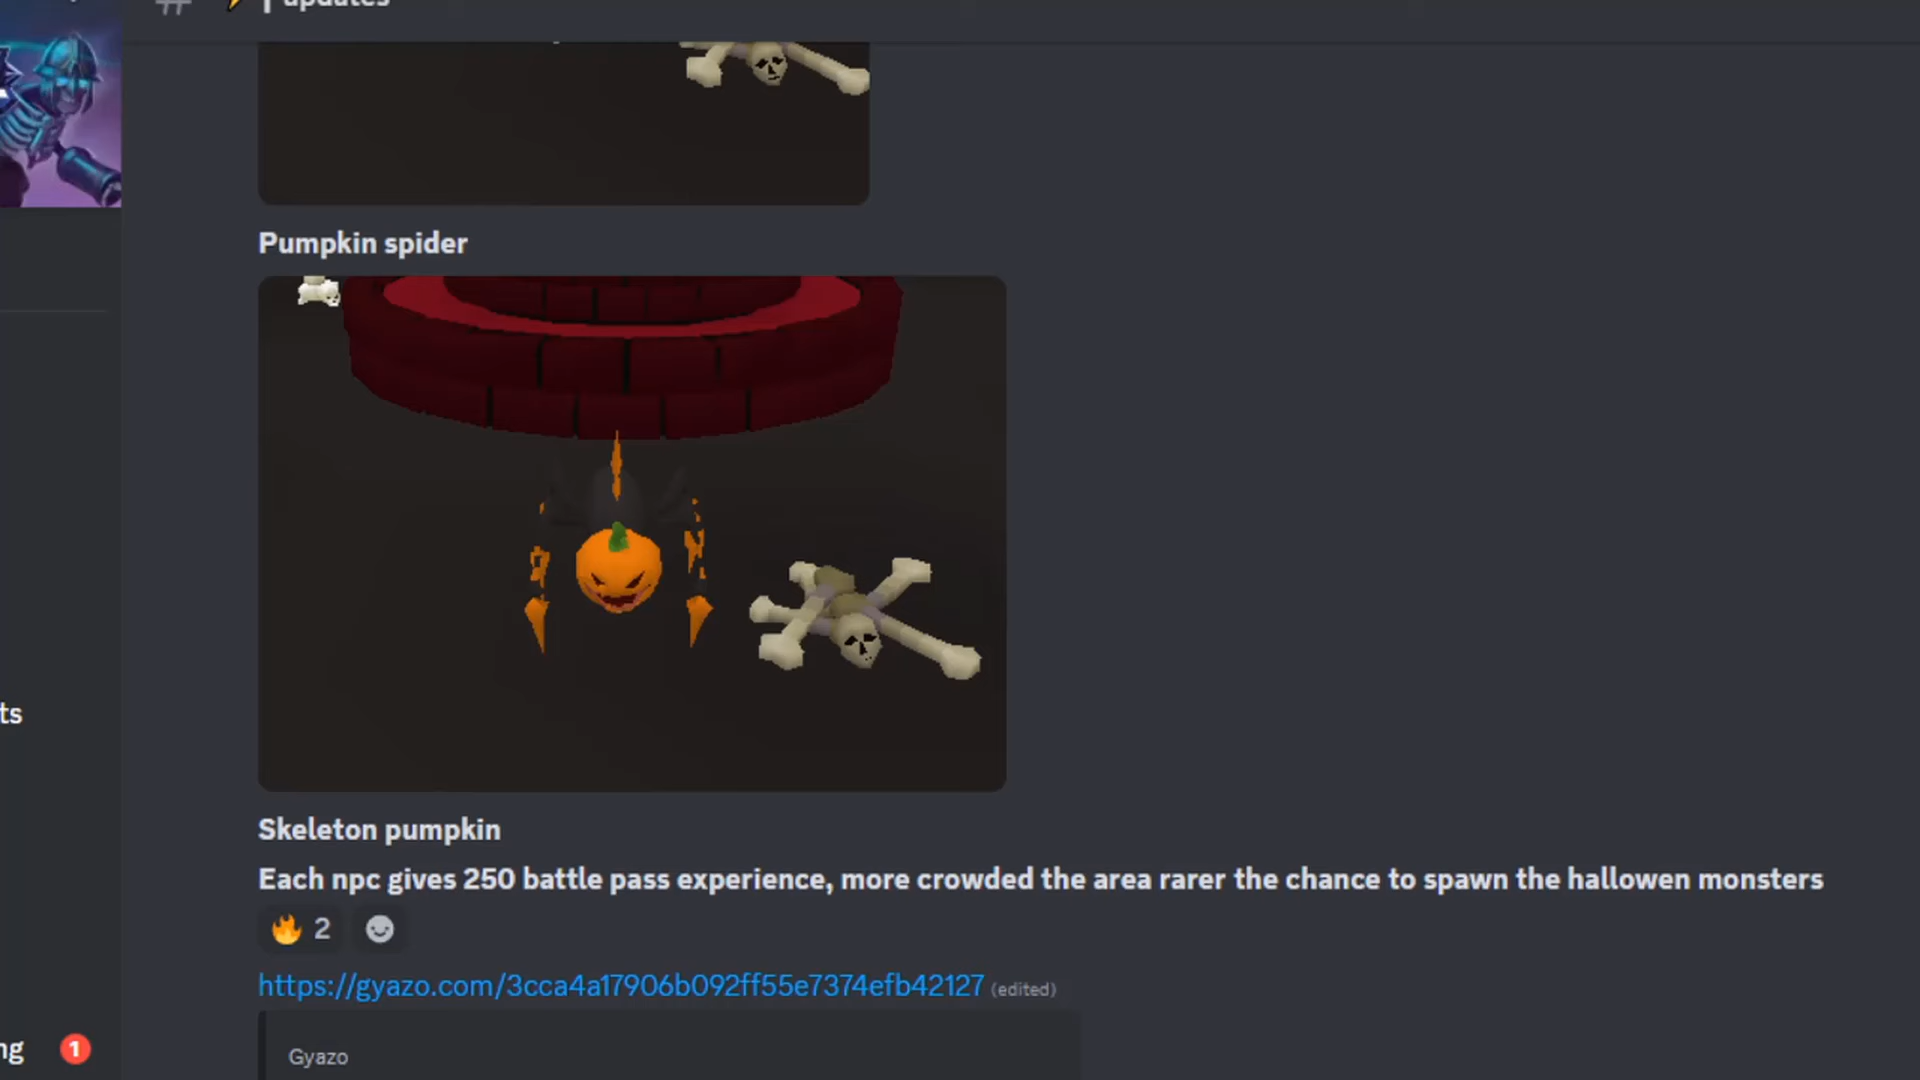 updates
Pumpkin spider
Skeleton pumpkin
Each npc gives 250 battle pass experience, more crowded the area rarer the chance to spawn the hallowen monsters
🔥 2
https://gyazo.com/3cca4a17906b092ff55e7374efb42127 (edited)
Gyazo
ts
ng 1